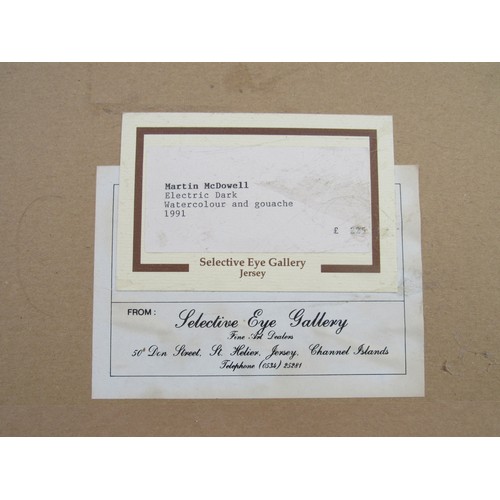 Martin McDowell
Electric Dark
Watercolour and gouache
1991
£
Selective Eye Gallery
Jersey
FROM:
Selective Eye Gallery
Fine Art Dealers
50ª Don Street, St. Helier, Jersey, Channel Islands
Telephone (0534) 25281